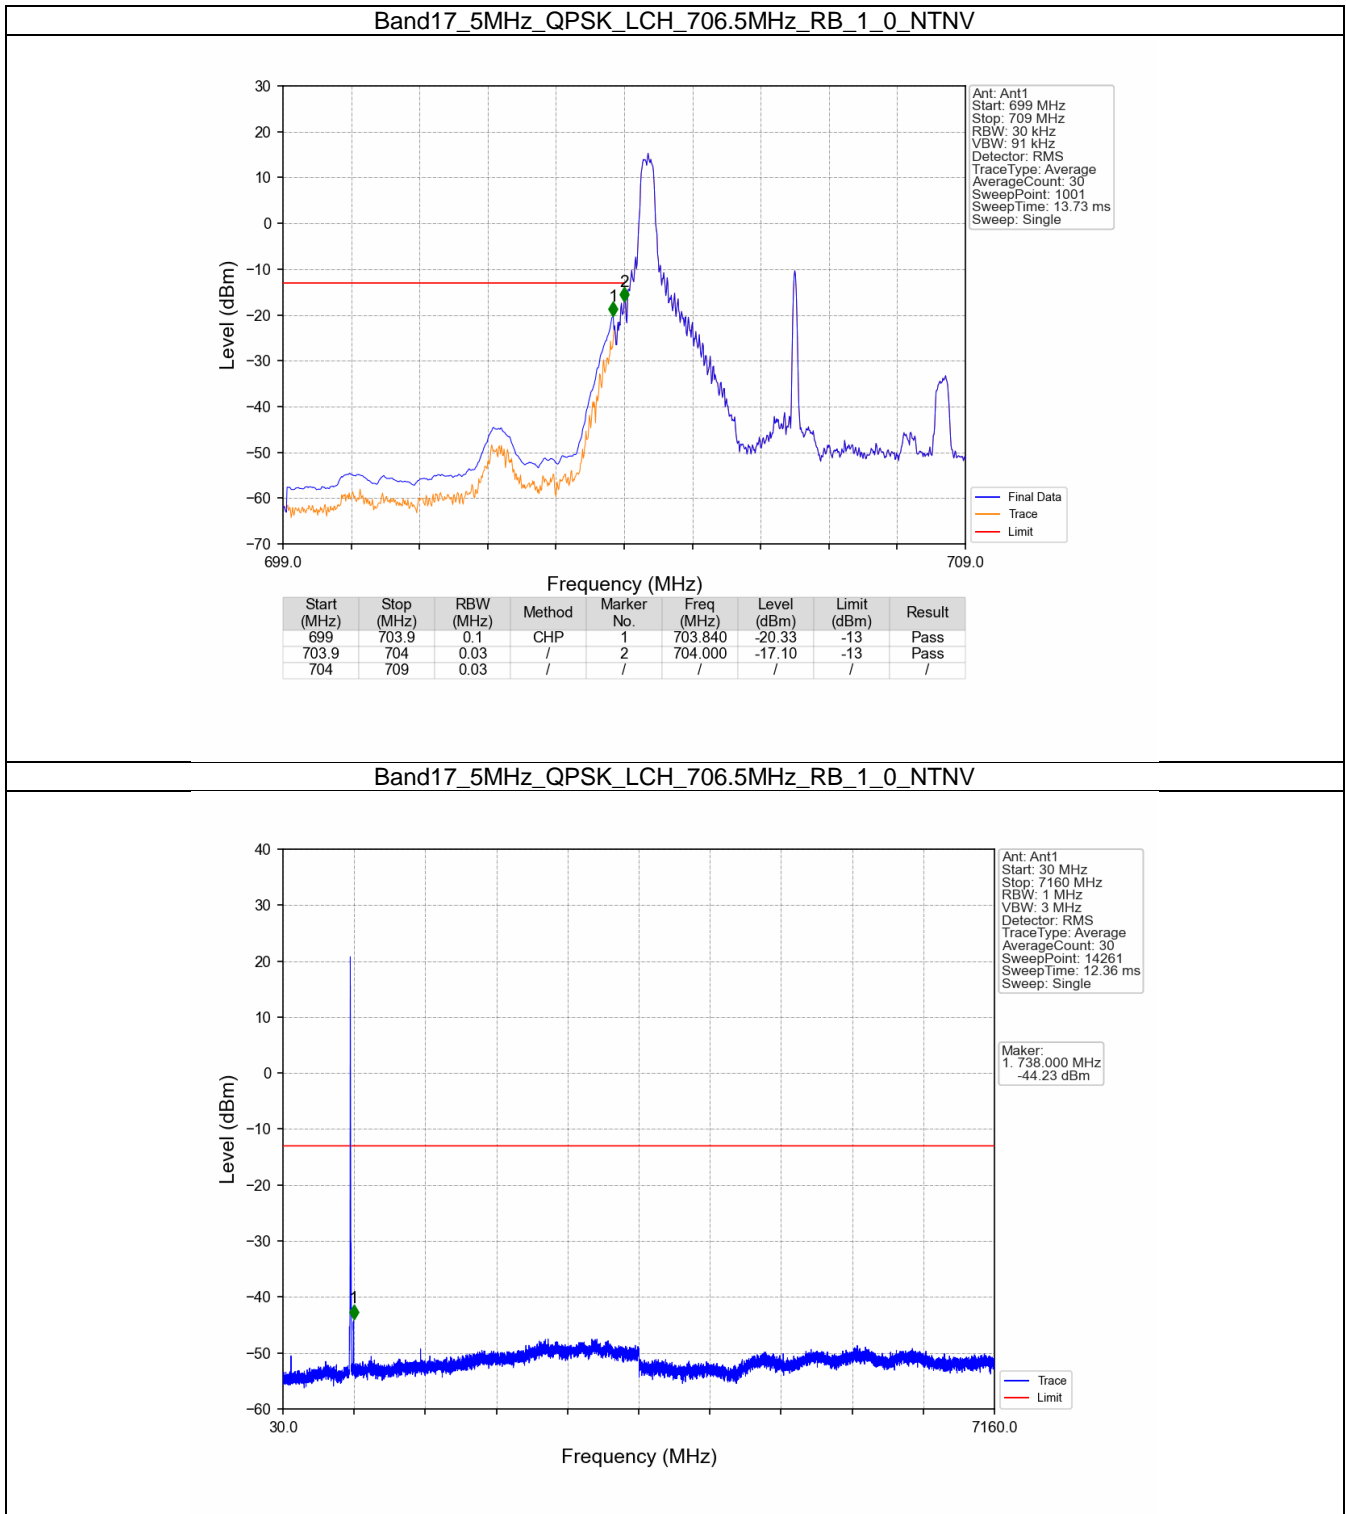 Band17_5MHz_QPSK_LCH_706.5MHz_RB_1_0_NTNV
30
20
10
0
−10
−20
−30
−40
−50
−60
−70
Level (dBm)
1
2
699.0
709.0
Frequency (MHz)
Ant: Ant1
Start: 699 MHz
Stop: 709 MHz
RBW: 30 kHz
VBW: 91 kHz
Detector: RMS
TraceType: Average
AverageCount: 30
SweepPoint: 1001
SweepTime: 13.73 ms
Sweep: Single
Final Data
Trace
Limit
Start (MHz) Stop (MHz) RBW (MHz) Method Marker No. Freq (MHz) Level (dBm) Limit (dBm) Result
699 703.9 0.1 CHP 1 703.840 -20.33 -13 Pass
703.9 704 0.03 / 2 704.000 -17.10 -13 Pass
704 709 0.03 / / / / / /
Band17_5MHz_QPSK_LCH_706.5MHz_RB_1_0_NTNV
40
30
20
10
0
−10
−20
−30
−40
−50
−60
Level (dBm)
1
30.0
7160.0
Frequency (MHz)
Ant: Ant1
Start: 30 MHz
Stop: 7160 MHz
RBW: 1 MHz
VBW: 3 MHz
Detector: RMS
TraceType: Average
AverageCount: 30
SweepPoint: 14261
SweepTime: 12.36 ms
Sweep: Single
Maker:
1. 738.000 MHz
-44.23 dBm
Trace
Limit